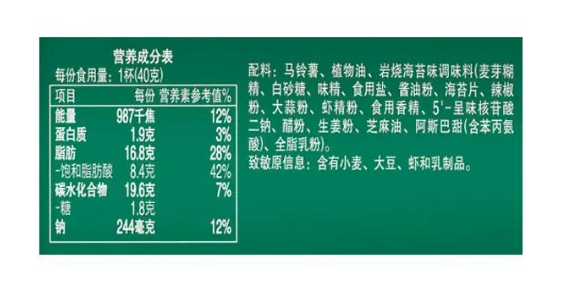 营养成分表
每份食用量：1杯(40克)
项目 每份 营养素参考值%
能量 987千焦 12%
蛋白质 1.9克 3%
脂肪 16.8克 28%
-饱和脂肪酸 8.4克 42%
碳水化合物 19.6克 7%
-糖 1.8克
钠 244毫克 12%
配料：马铃薯、植物油、岩烧海苔味调味料(麦芽糊
精、白砂糖、味精、食用盐、酱油粉、海苔片、辣椒
粉、大蒜粉、虾精粉、食用香精、5'-呈味核苷酸
二钠、醋粉、生姜粉、芝麻油、阿斯巴甜(含苯丙氨
酸)、全脂乳粉)。
致敏原信息：含有小麦、大豆、虾和乳制品。